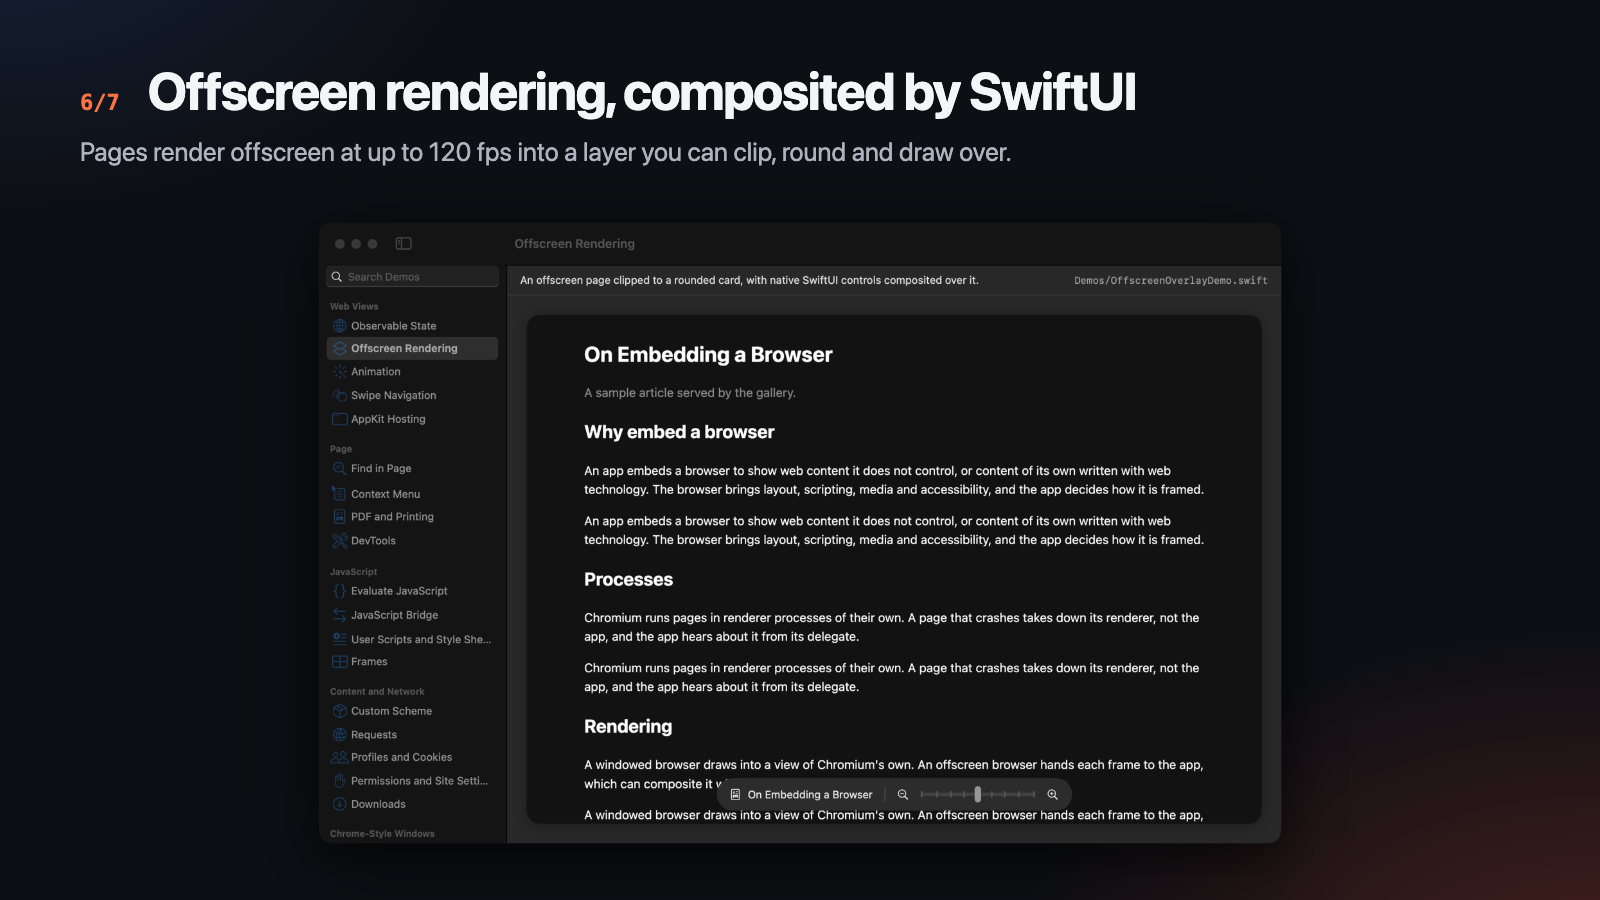 6/7 Offscreen rendering, composited by SwiftUI
Pages render offscreen at up to 120 fps into a layer you can clip, round and draw over.
Offscreen Rendering
Search Demos
An offscreen page clipped to a rounded card, with native SwiftUI controls composited over it.
Demos/OffscreenOverlayDemo.swift
Web Views
Observable State
Offscreen Rendering
Animation
Swipe Navigation
AppKit Hosting
Page
Find in Page
Context Menu
PDF and Printing
DevTools
JavaScript
Evaluate JavaScript
JavaScript Bridge
User Scripts and Style She...
Frames
Content and Network
Custom Scheme
Requests
Profiles and Cookies
Permissions and Site Setti...
Downloads
Chrome-Style Windows
On Embedding a Browser
A sample article served by the gallery.
Why embed a browser
An app embeds a browser to show web content it does not control, or content of its own written with web
technology. The browser brings layout, scripting, media and accessibility, and the app decides how it is framed.
An app embeds a browser to show web content it does not control, or content of its own written with web
technology. The browser brings layout, scripting, media and accessibility, and the app decides how it is framed.
Processes
Chromium runs pages in renderer processes of their own. A page that crashes takes down its renderer, not the
app, and the app hears about it from its delegate.
Chromium runs pages in renderer processes of their own. A page that crashes takes down its renderer, not the
app, and the app hears about it from its delegate.
Rendering
A windowed browser draws into a view of Chromium's own. An offscreen browser hands each frame to the app,
which can composite it
On Embedding a Browser
A windowed browser draws into a view of Chromium's own. An offscreen browser hands each frame to the app,